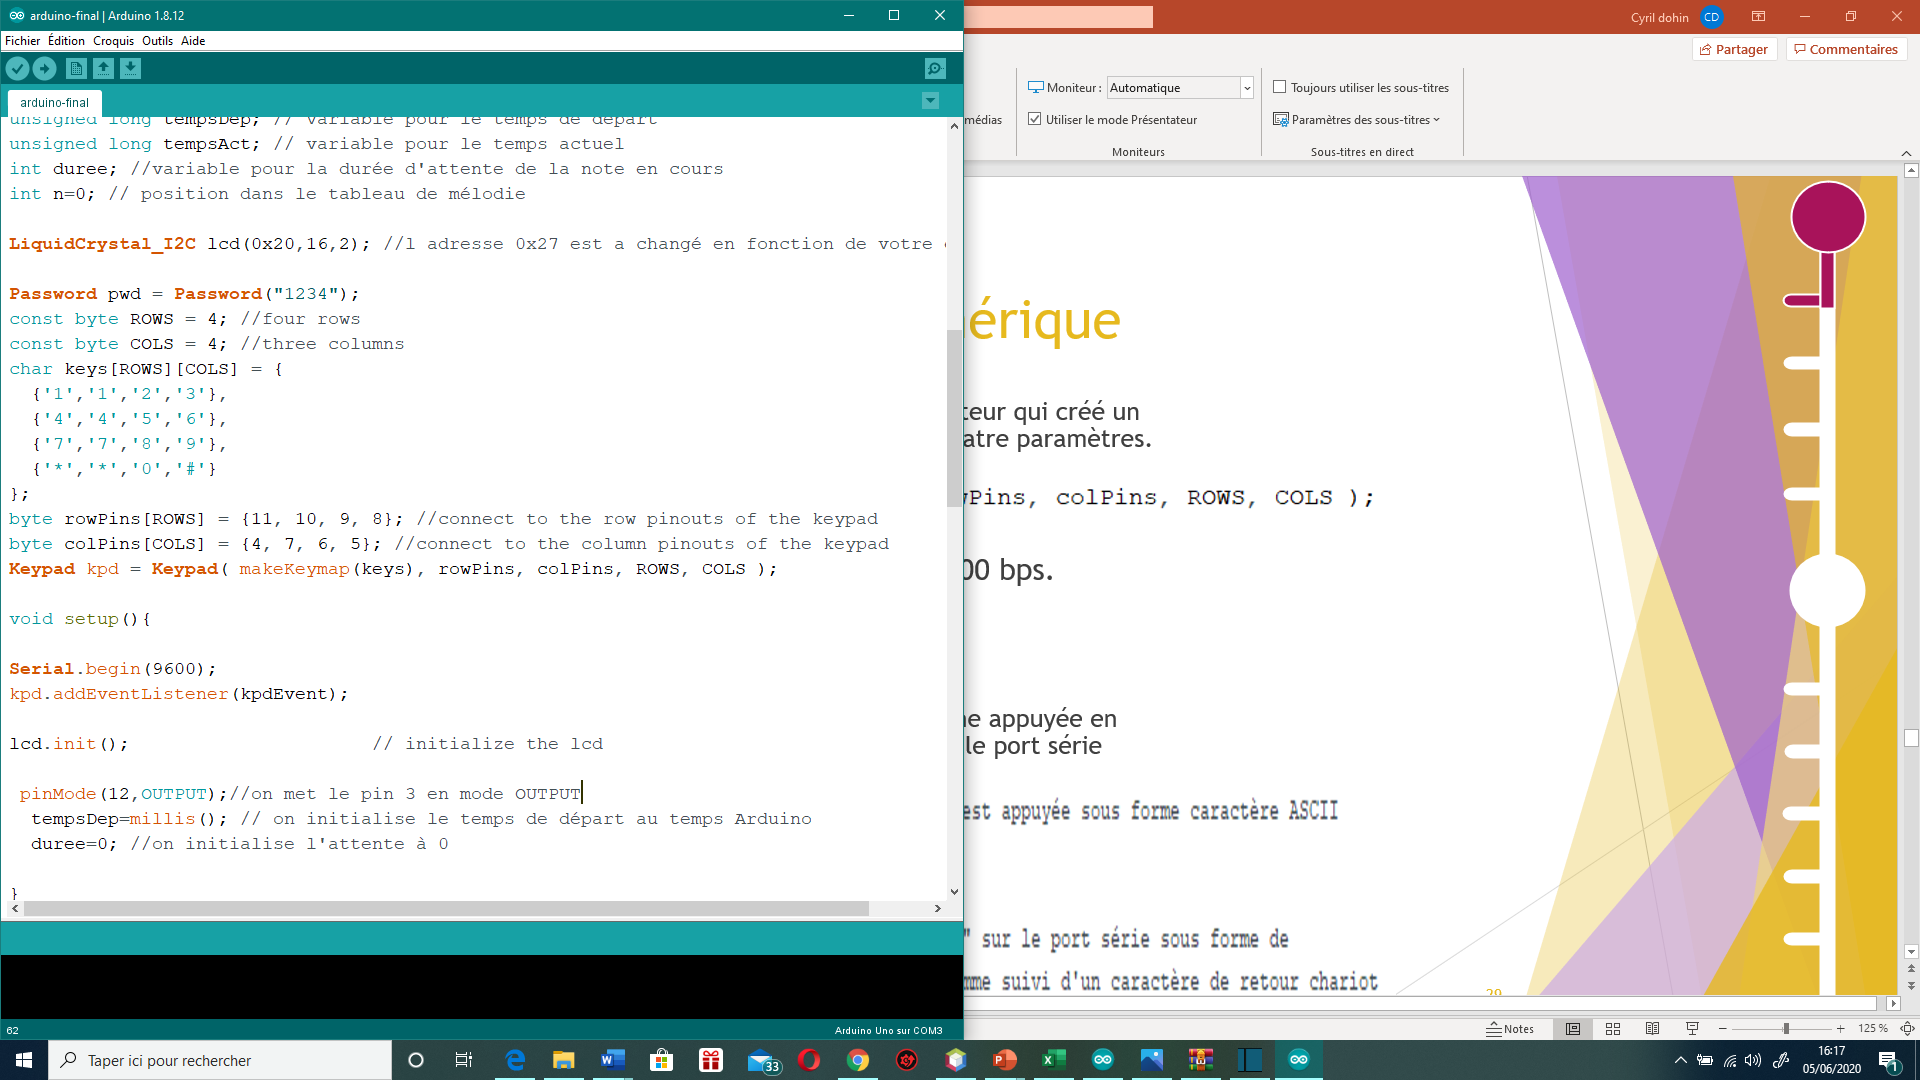 arduino-final | Arduino 1.8.12
Fichier Édition Croquis Outils Aide
arduino-final
unsigned long tempsDep; // variable pour le temps de départ
unsigned long tempsAct; // variable pour le temps actuel
int duree; //variable pour la durée d'attente de la note en cours
int n=0; // position dans le tableau de mélodie
LiquidCrystal_I2C lcd(0x20,16,2); //l adresse 0x27 est a changé en fonction de votre
Password pwd = Password("1234");
const byte ROWS = 4; //four rows
const byte COLS = 4; //three columns
char keys[ROWS][COLS] = {
{'1','1','2','3'},
{'4','4','5','6'},
{'7','7','8','9'},
{'*','*','0','#'}
};
byte rowPins[ROWS] = {11, 10, 9, 8}; //connect to the row pinouts of the keypad
byte colPins[COLS] = {4, 7, 6, 5}; //connect to the column pinouts of the keypad
Keypad kpd = Keypad( makeKeymap(keys), rowPins, colPins, ROWS, COLS );
void setup(){
Serial.begin(9600);
kpd.addEventListener(kpdEvent);
lcd.init(); // initialize the lcd
pinMode(12,OUTPUT);//on met le pin 3 en mode OUTPUT
tempsDep=millis(); // on initialise le temps de départ au temps Arduino
duree=0; //on initialise l'attente à 0
}
62
Arduino Uno sur COM3
Cyril dohin CD
Partager
Commentaires
médias
Moniteur : Automatique
Utiliser le mode Présentateur
Moniteurs
Toujours utiliser les sous-titres
Paramètres des sous-titres
Sous-titres en direct
érique
teur qui créé un
atre paramètres.
wPins, colPins, ROWS, COLS );
00 bps.
ne appuyée en
le port série
est appuyée sous forme caractère ASCII
" sur le port série sous forme de
mme suivi d'un caractère de retour chariot
29
Notes
125 %
Taper ici pour rechercher
33
16:17
05/06/2020
1